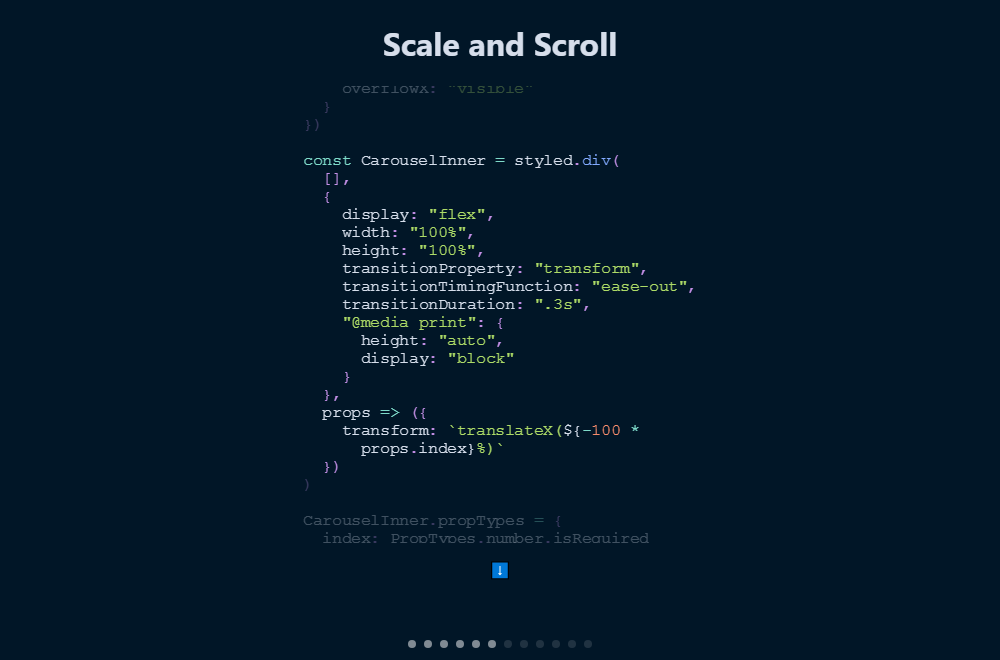 Scale and Scroll
overflowX: "visible"
}
})
const CarouselInner = styled.div(
[],
{
display: "flex",
width: "100%",
height: "100%",
transitionProperty: "transform",
transitionTimingFunction: "ease-out",
transitionDuration: ".3s",
"@media print": {
height: "auto",
display: "block"
}
},
props => ({
transform: `translateX(${-100 *
props.index}%)`
})
)
CarouselInner.propTypes = {
index: PropTypes.number.isRequired
↓